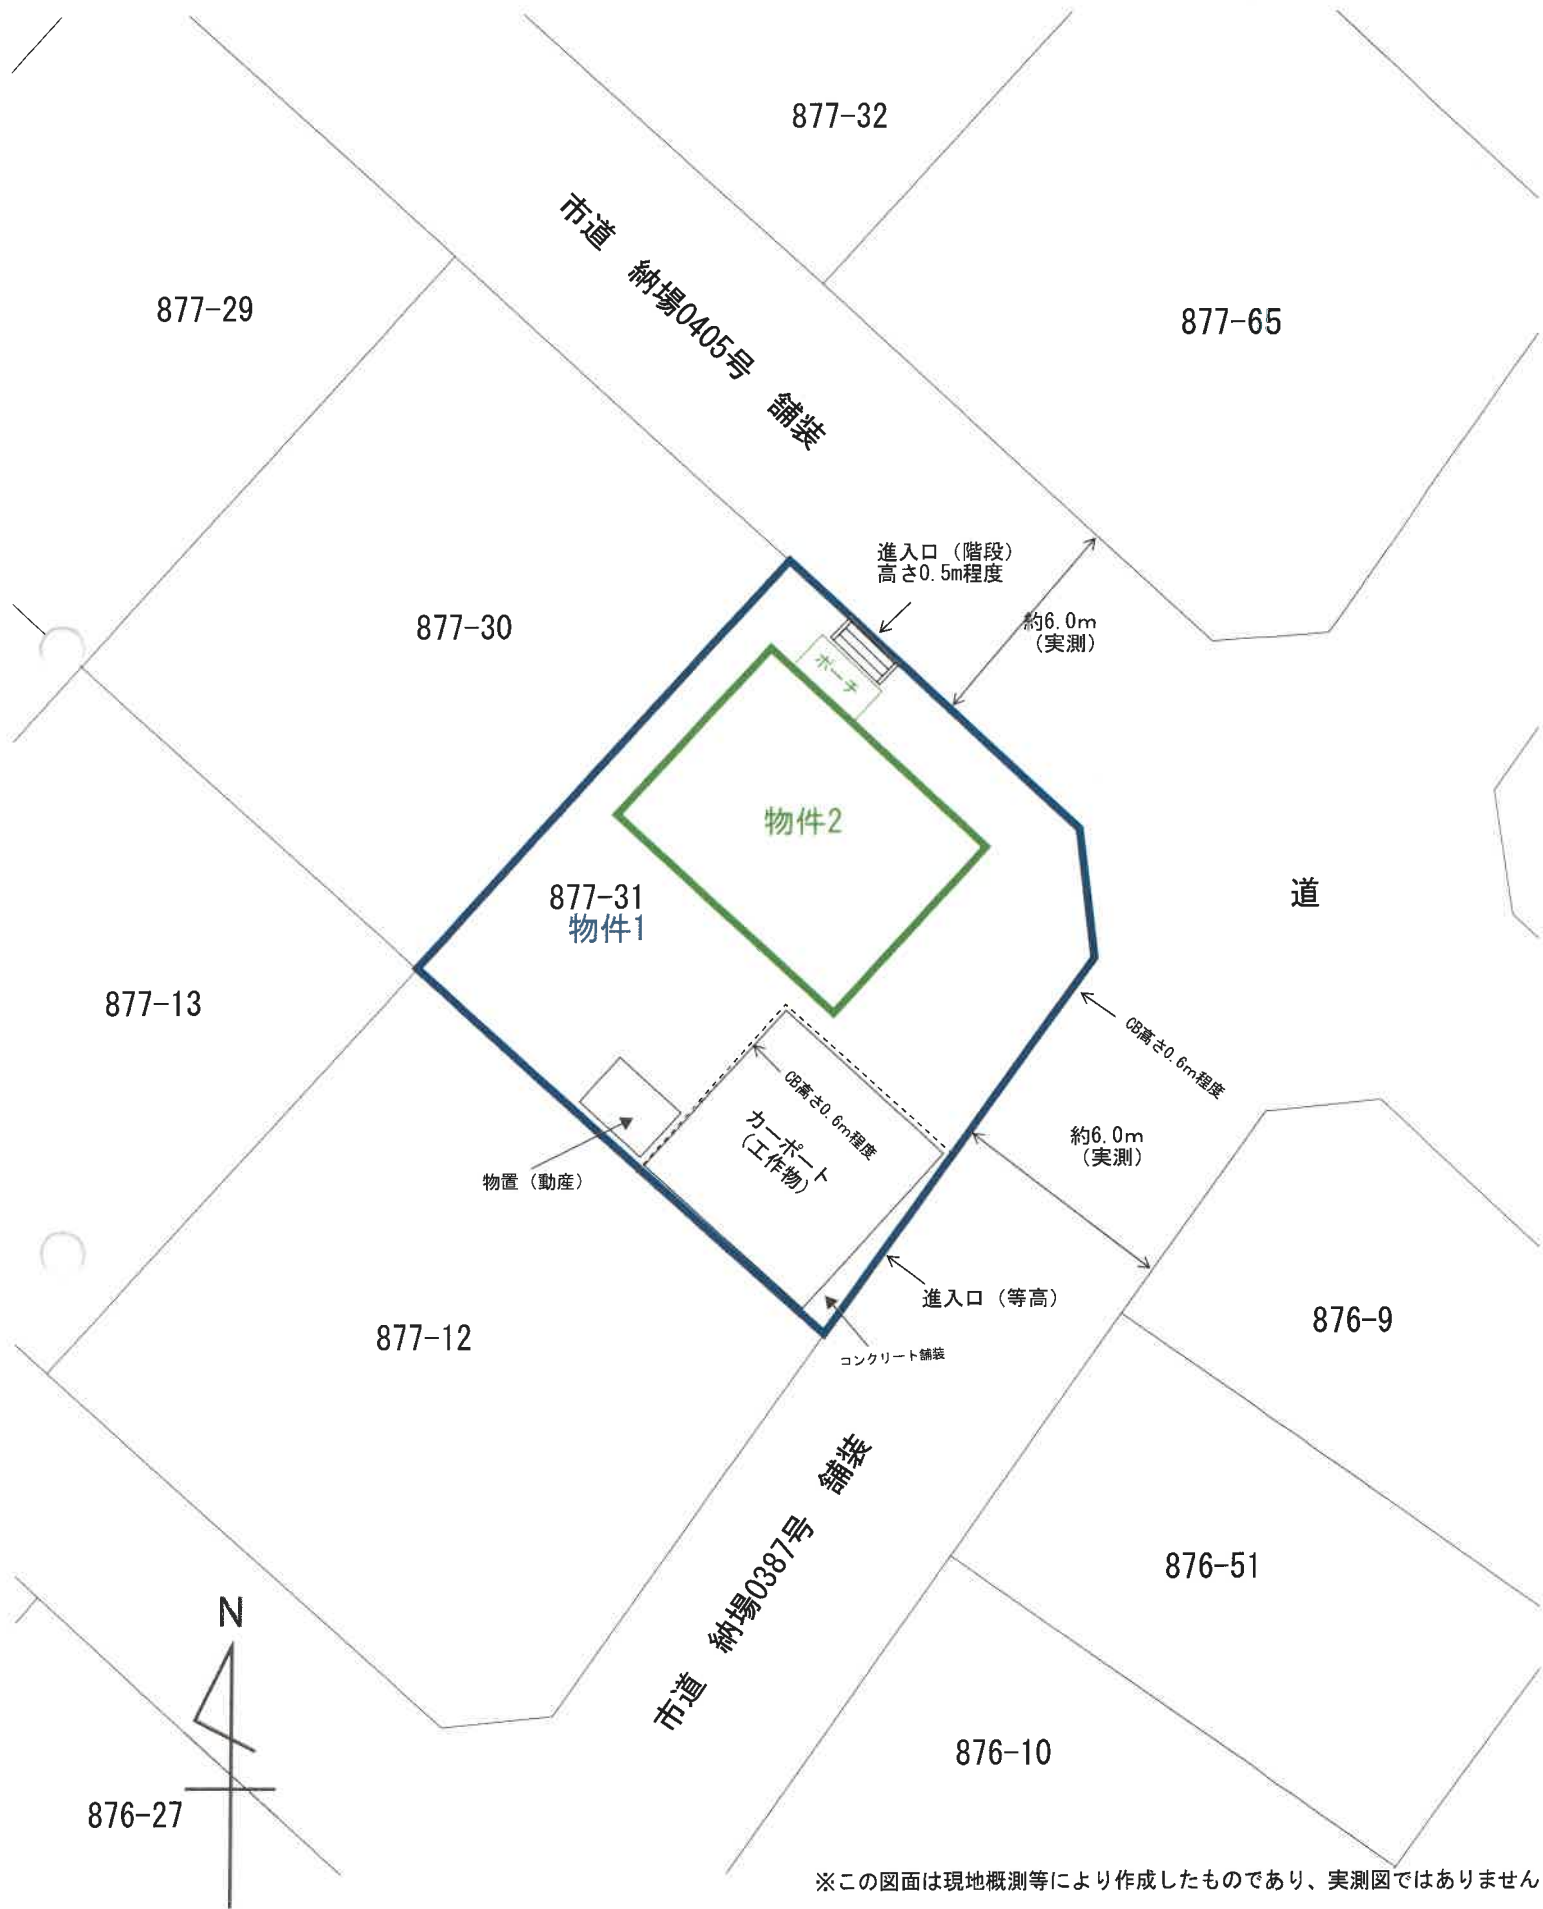 877-32
市道　納場0405号　舗装
877-29
877-65
進入口（階段）
高さ0.5m程度
約6.0m
（実測）
877-30
ポーチ
物件2
877-31
物件1
道
877-13
CB高さ0.6m程度
CB高さ0.6m程度
カーポート
（工作物）
約6.0m
（実測）
物置（動産）
進入口（等高）
876-9
877-12
コンクリート舗装
市道　納場0387号　舗装
876-51
N
876-10
876-27
※この図面は現地概測等により作成したものであり、実測図ではありません